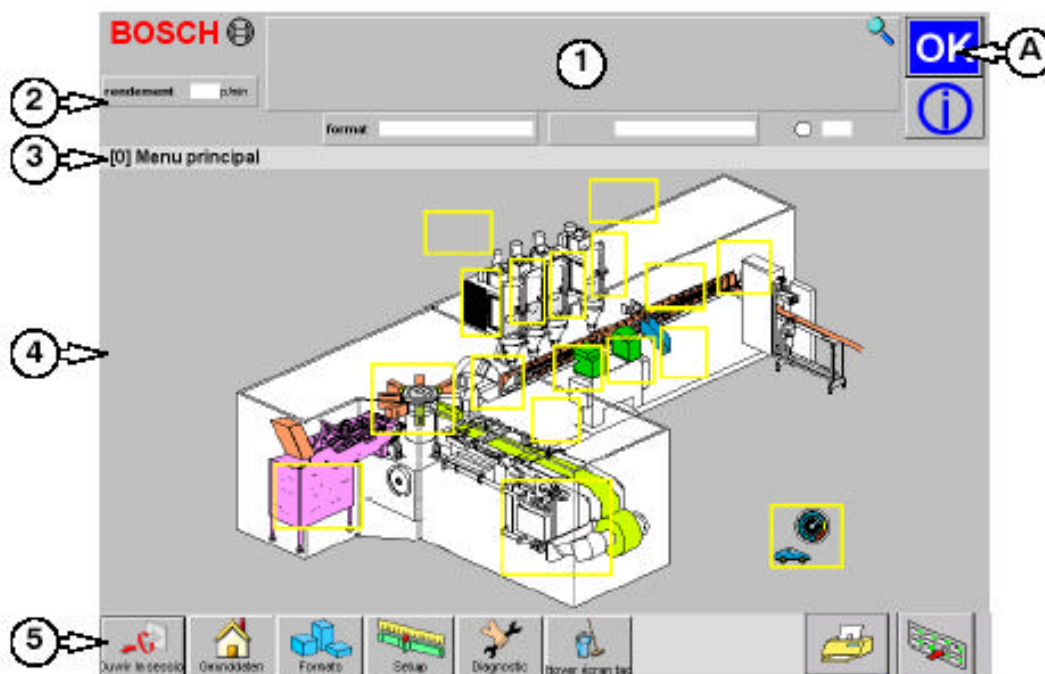 BOSCH
OK
A
1
2
rendement p/min
format
3
[0] Menu principal
4
5
Ouvrir la sessio
Grunddaten
Formats
Setup
Diagnostic
écran tac